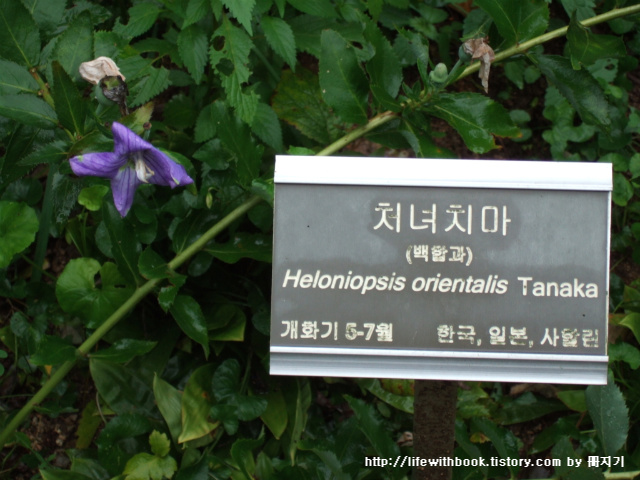 처녀치마
(백합과)
Heloniopsis orientalis Tanaka
개화기 5-7월 한국, 일본, 사할린
http://lifewithbook.tistory.com by 冊지기